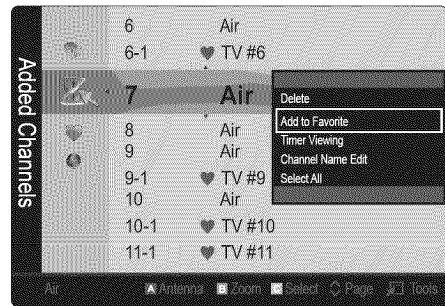 Added Channels
6 Air
6-1 ♥ TV #6
7 Air
8 Air
9 Air
9-1 ♥ TV #9
10 Air
10-1 ♥ TV #10
11-1 ♥ TV #11
Delete
Add to Favorite
Timer Viewing
Channel Name Edit
Select All
Air A Antenna B Zoom C Select Page Tools